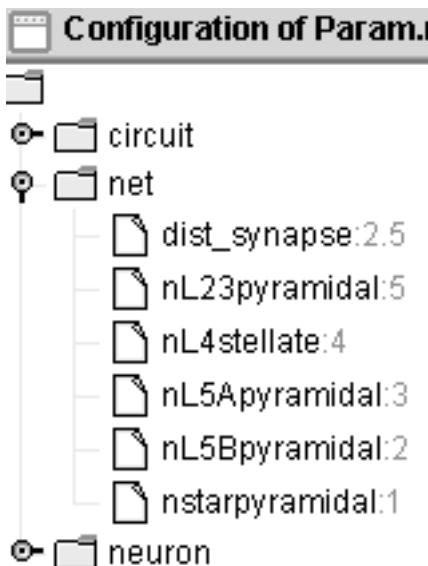 Configuration of Param.
circuit
net
dist_synapse:2.5
nL23pyramidal:5
nL4stellate:4
nL5Apyramidal:3
nL5Bpyramidal:2
nstarpyramidal:1
neuron